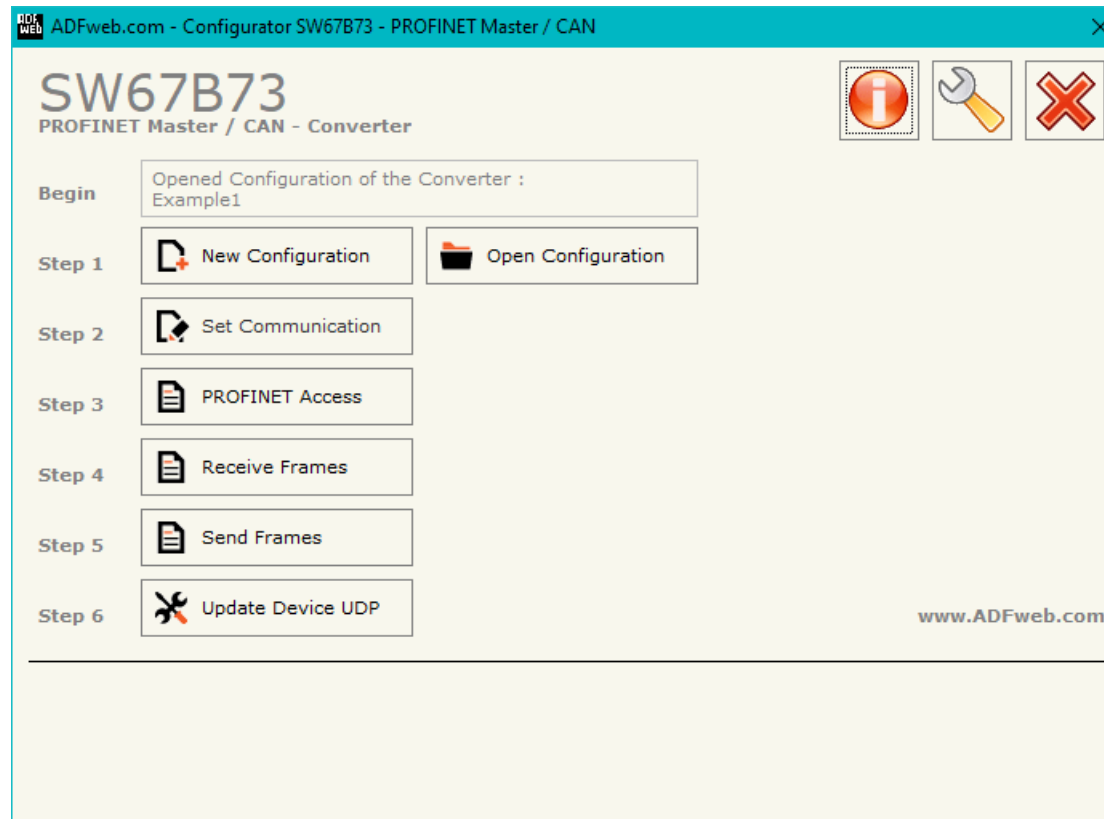 ADF
WEB
ADFweb.com - Configurator SW67B73 - PROFINET Master / CAN
SW67B73
PROFINET Master / CAN - Converter
Begin
Opened Configuration of the Converter :
Example1
Step 1
New Configuration
Open Configuration
Step 2
Set Communication
Step 3
PROFINET Access
Step 4
Receive Frames
Step 5
Send Frames
Step 6
Update Device UDP
www.ADFweb.com